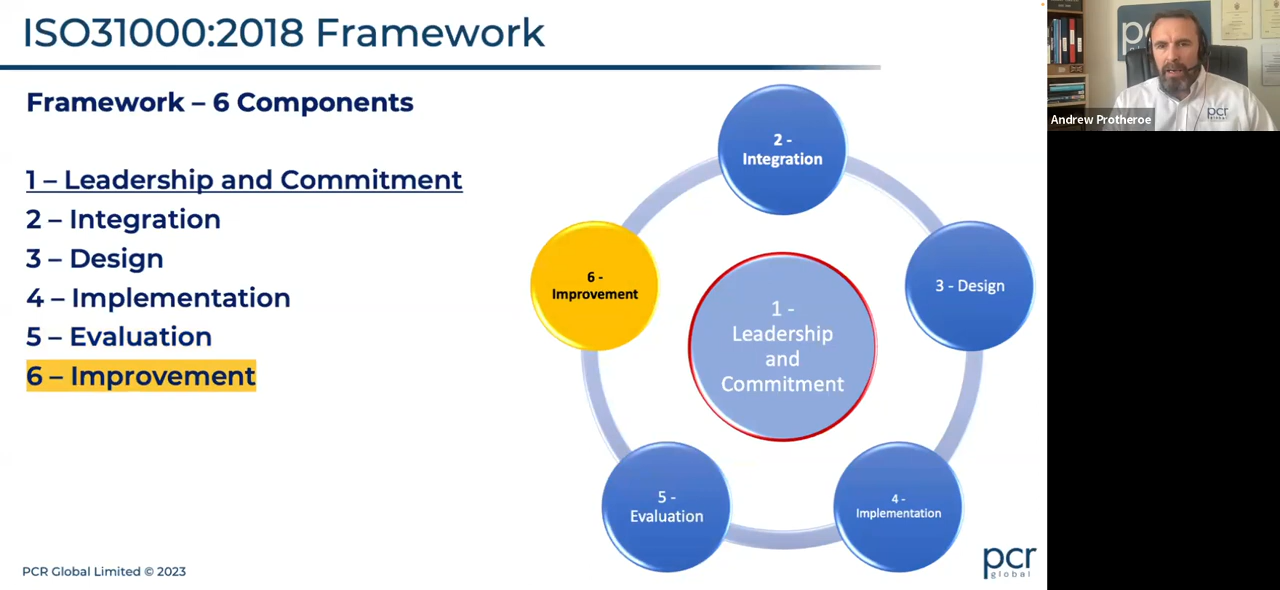 ISO31000:2018 Framework
Framework – 6 Components
1 – Leadership and Commitment
2 – Integration
3 – Design
4 – Implementation
5 – Evaluation
6 – Improvement
2 -
Integration
3 - Design
4 -
Implementation
5 -
Evaluation
6 -
Improvement
1 -
Leadership
and
Commitment
PCR Global Limited © 2023
pcr
global
Andrew Protheroe
pcr
global